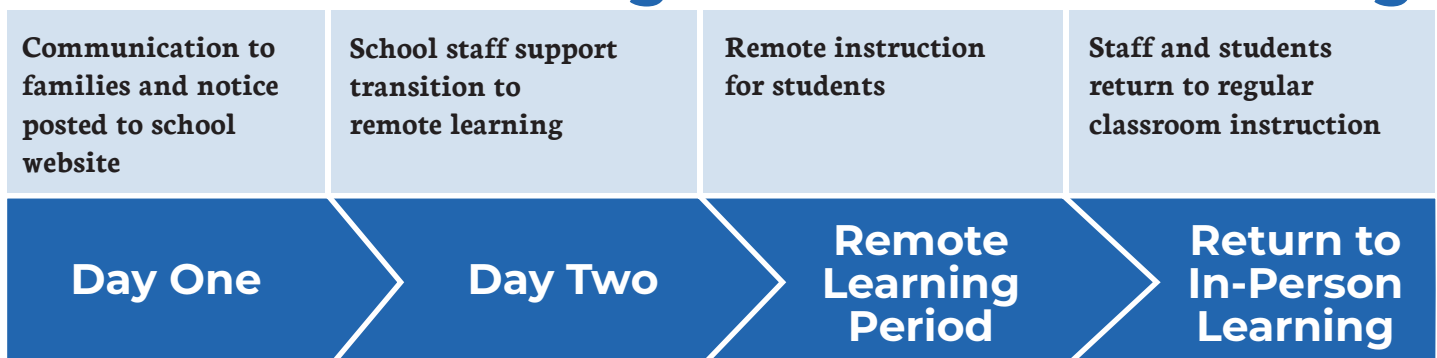 Communication to
families and notice
posted to school
website
School staff support
transition to
remote learning
Remote instruction
for students
Staff and students
return to regular
classroom instruction
Day One
Day Two
Remote
Learning
Period
Return to
In-Person
Learning